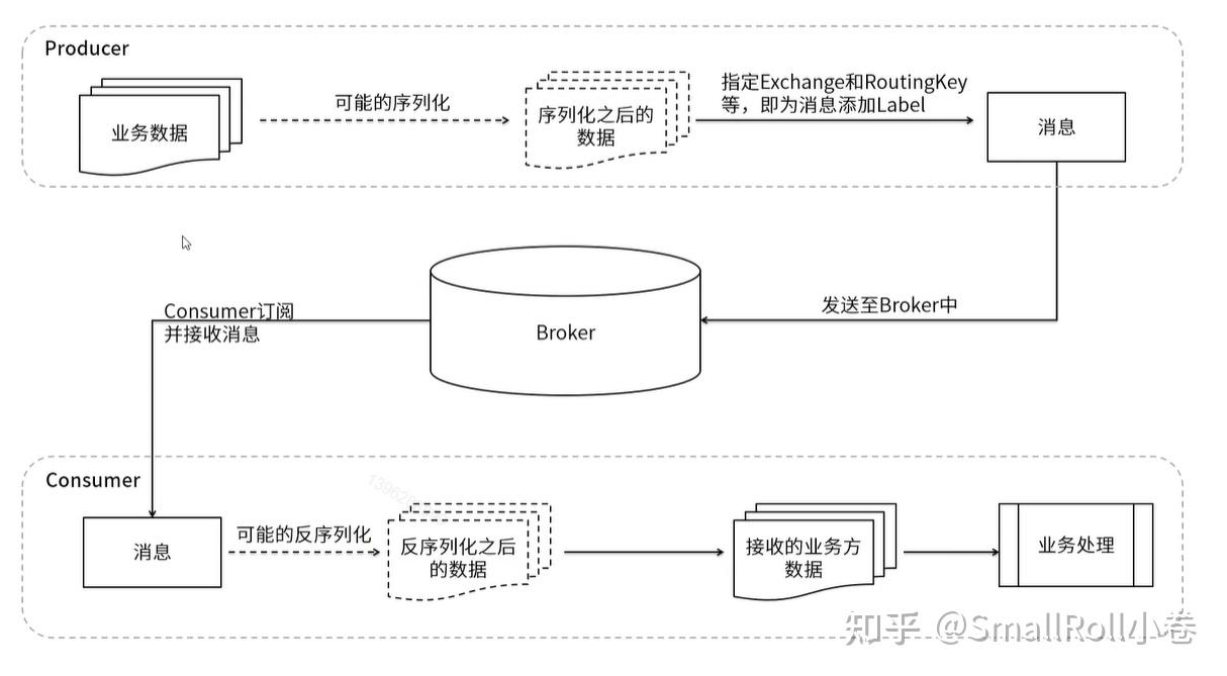 Producer
业务数据
可能的序列化
序列化之后的
数据
指定Exchange和RoutingKey
等，即为消息添加Label
消息
Consumer订阅
并接收消息
Broker
发送至Broker中
Consumer
消息
可能的反序列化
反序列化之后
的数据
接收的业务方
数据
业务处理
知乎 @SmallRoll小卷